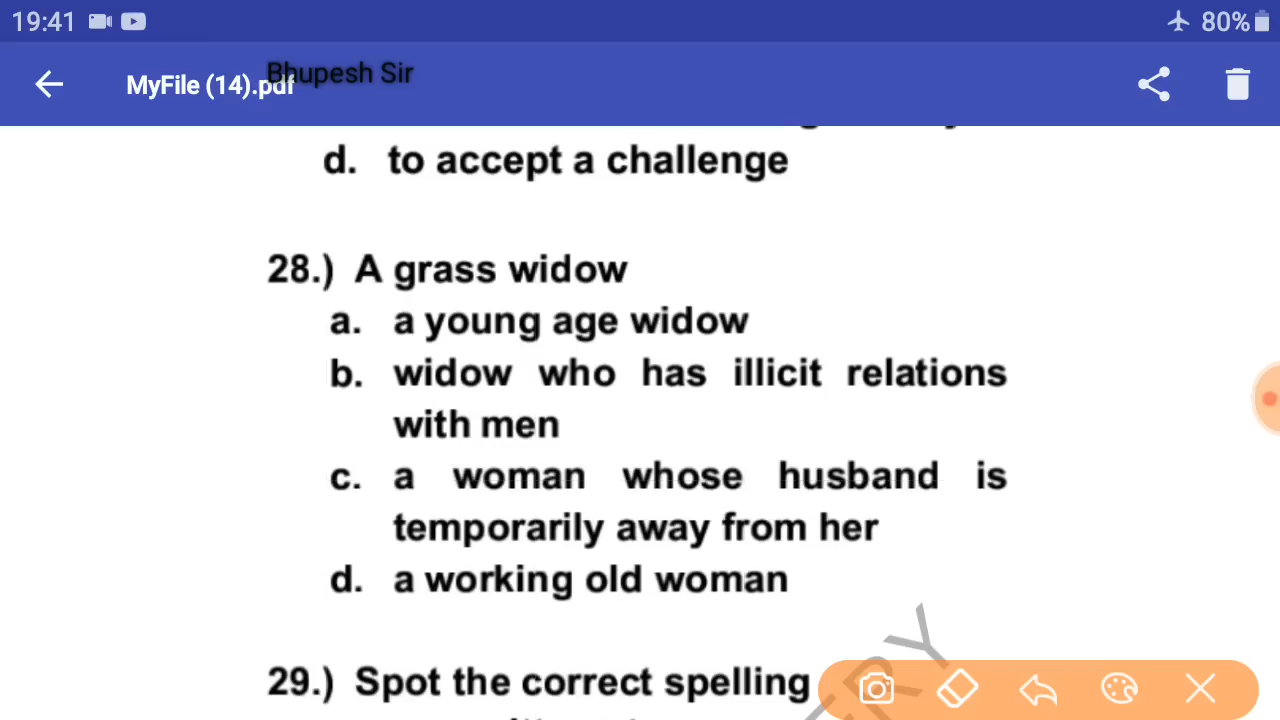 19:41 80%
Bhupesh Sir
MyFile (14).pdf
d. to accept a challenge
28.) A grass widow
a. a young age widow
b. widow who has illicit relations
with men
c. a woman whose husband is
temporarily away from her
d. a working old woman
29.) Spot the correct spelling